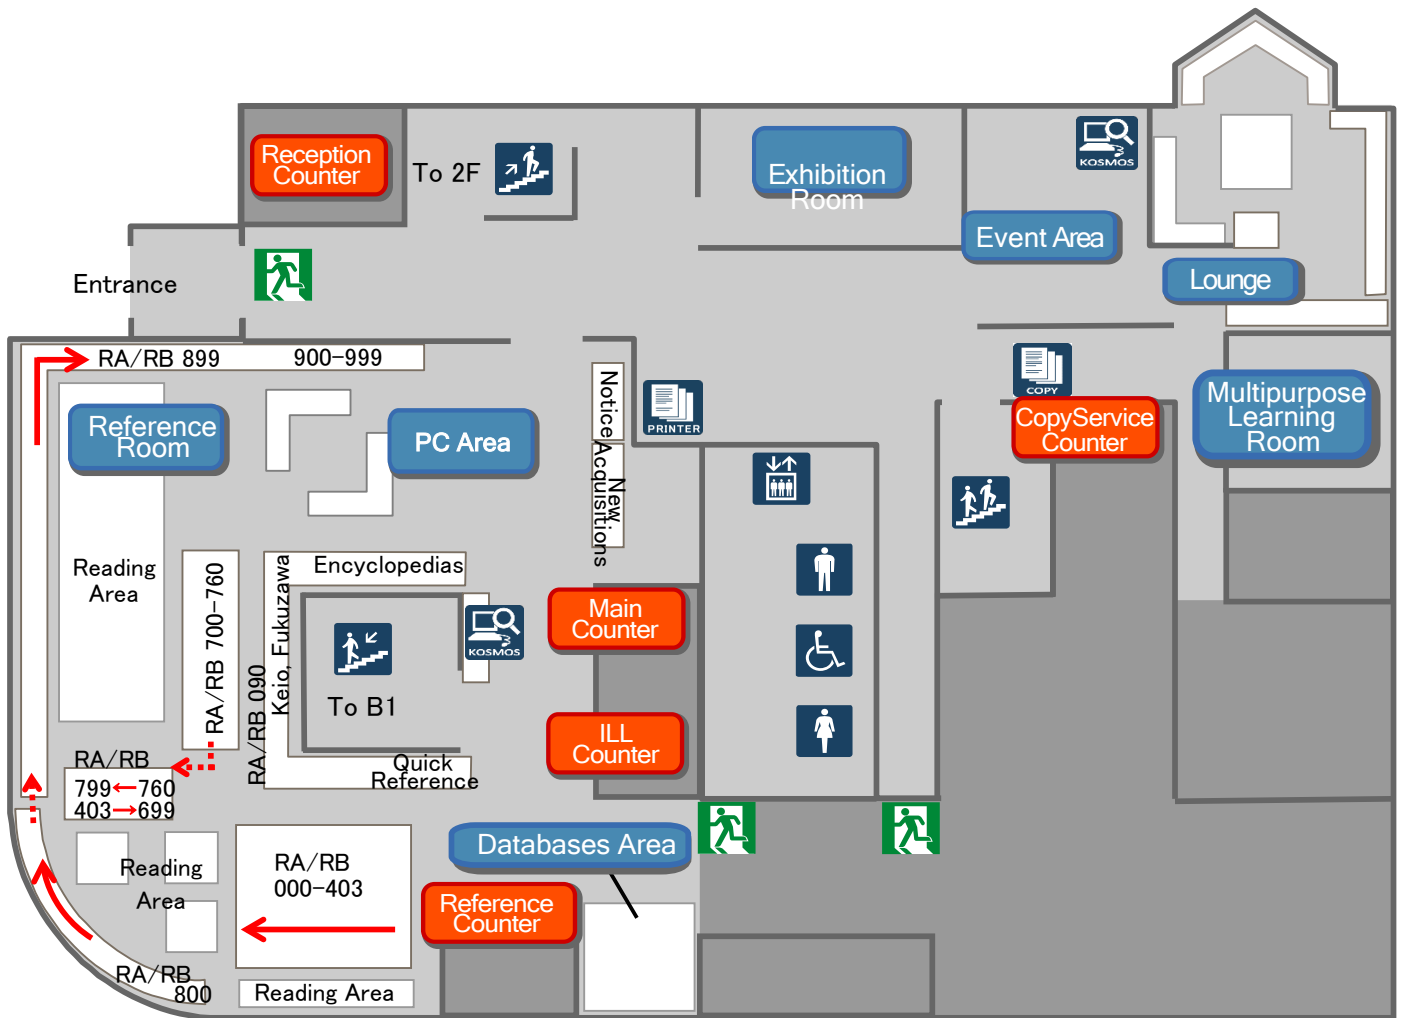 Reception
Counter
To 2F
Exhibition
Room
KOSMOS
Event Area
Entrance
Lounge
RA/RB 899
900-999
Notice
New
Acquisitions
PRINTER
COPY
CopyService
Counter
Multipurpose
Learning
Room
Reference
Room
PC Area
Reading
Area
RA/RB 700-760
RA/RB 090
Keio, Fukuzawa
Encyclopedias
KOSMOS
Main
Counter
To B1
ILL
Counter
Quick
Reference
RA/RB
799←760
403→699
Databases Area
Reading
Area
RA/RB
000-403
Reference
Counter
RA/RB
800
Reading Area